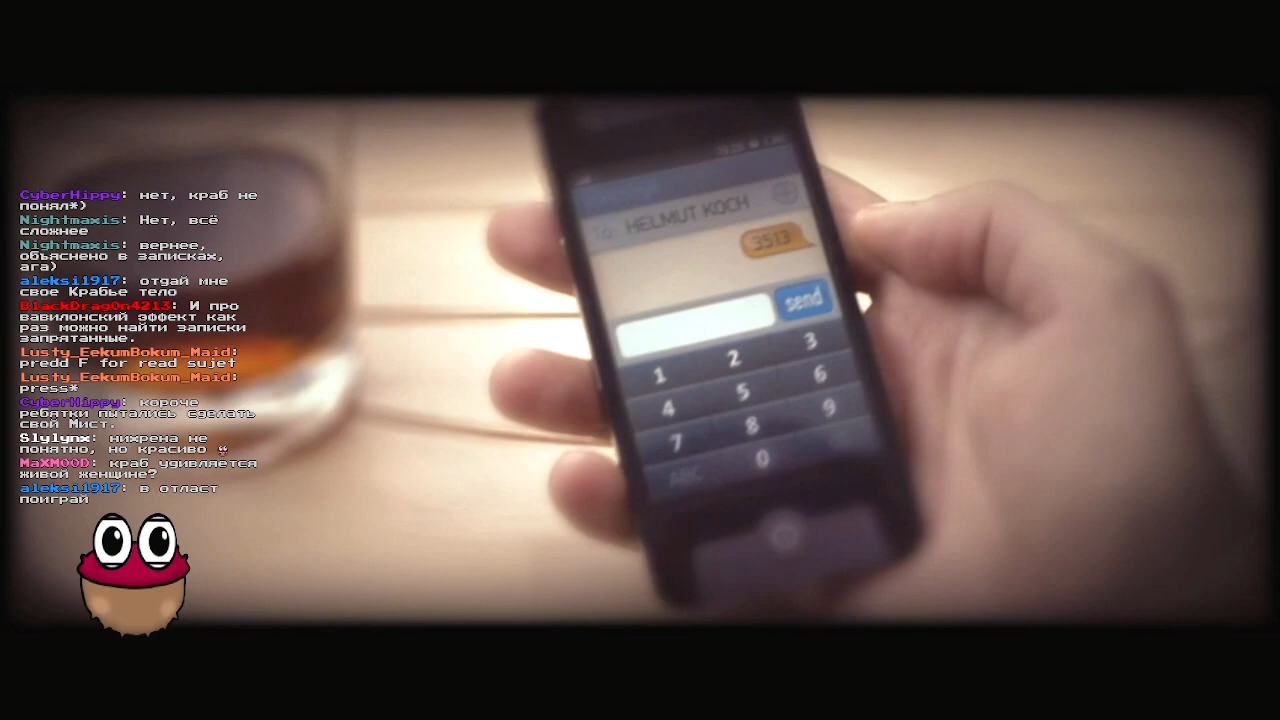 CyberHippy: нет, краб не
понял*)
Nightmaxis: Нет, всё
сложнее
Nightmaxis: вернее,
объяснено в записках,
ага)
aleksi1917: отдай мне
свое Крабье тело
BlackDrag0n4213: И про
вавилонский эффект как
раз можно найти записки
запрятанные.
Lusty_EekumBokum_Maid:
predd F for read sujet
Lusty_EekumBokum_Maid:
press*
CyberHippy: короче
ребятки пытались сделать
свой Мист.
Slylynx: нихрена не
понятно, но красиво
MaXM00D: краб удивляется
живой женщине?
aleksi1917: в отласт
поиграй
To: HELMUT KOCH
3513
send
1 2 3
4 5 6
7 8 9
ABC 0